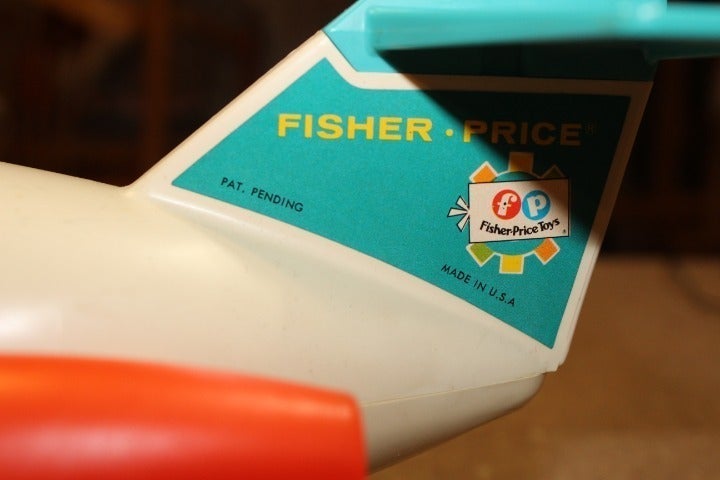 FISHER · PRICE®
PAT. PENDING
fp
Fisher-Price Toys®
MADE IN U.S.A